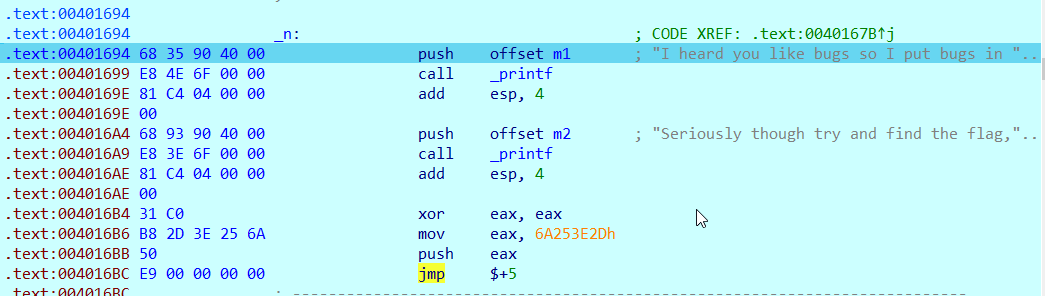 .text:00401694
.text:00401694 _n: ; CODE XREF: .text:0040167B↑j
.text:00401694 68 35 90 40 00 push offset m1 ; "I heard you like bugs so I put bugs in "..
.text:00401699 E8 4E 6F 00 00 call _printf
.text:0040169E 81 C4 04 00 00 add esp, 4
.text:0040169E 00
.text:004016A4 68 93 90 40 00 push offset m2 ; "Seriously though try and find the flag,"..
.text:004016A9 E8 3E 6F 00 00 call _printf
.text:004016AE 81 C4 04 00 00 add esp, 4
.text:004016AE 00
.text:004016B4 31 C0 xor eax, eax
.text:004016B6 B8 2D 3E 25 6A mov eax, 6A253E2Dh
.text:004016BB 50 push eax
.text:004016BC E9 00 00 00 00 jmp $+5
.text:004016BC ; ---------------------------------------------------------------------------